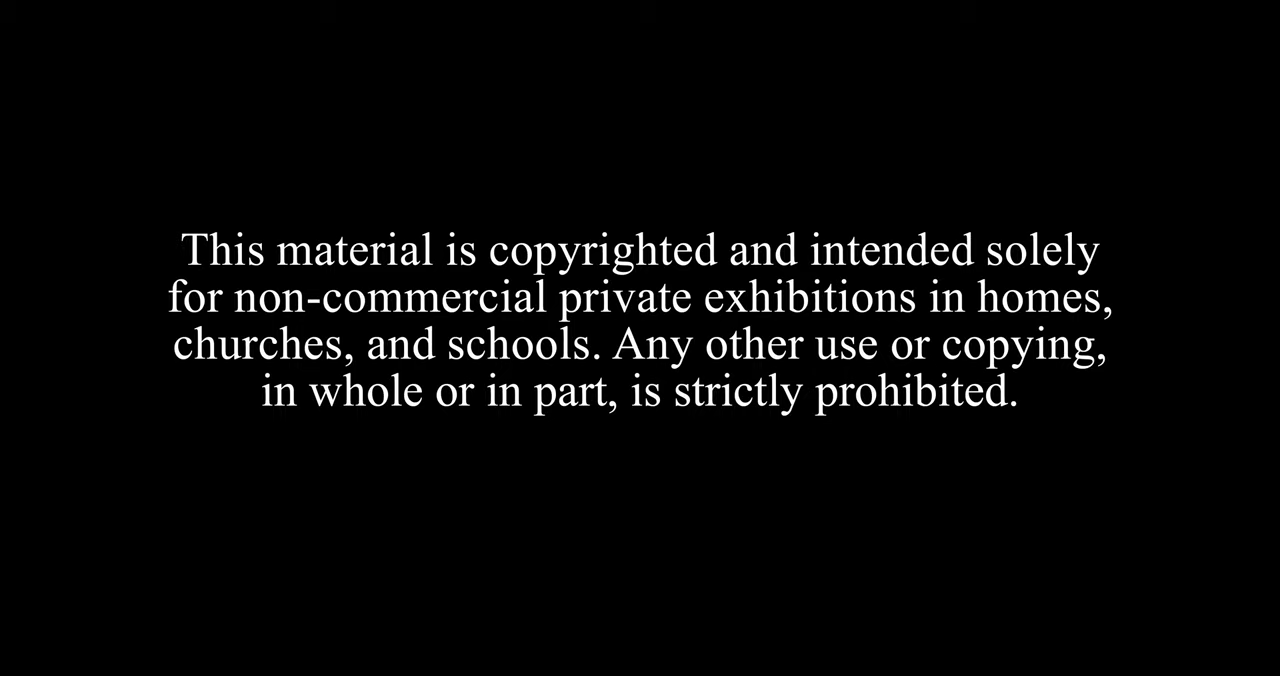 This material is copyrighted and intended solely
for non-commercial private exhibitions in homes,
churches, and schools. Any other use or copying,
in whole or in part, is strictly prohibited.